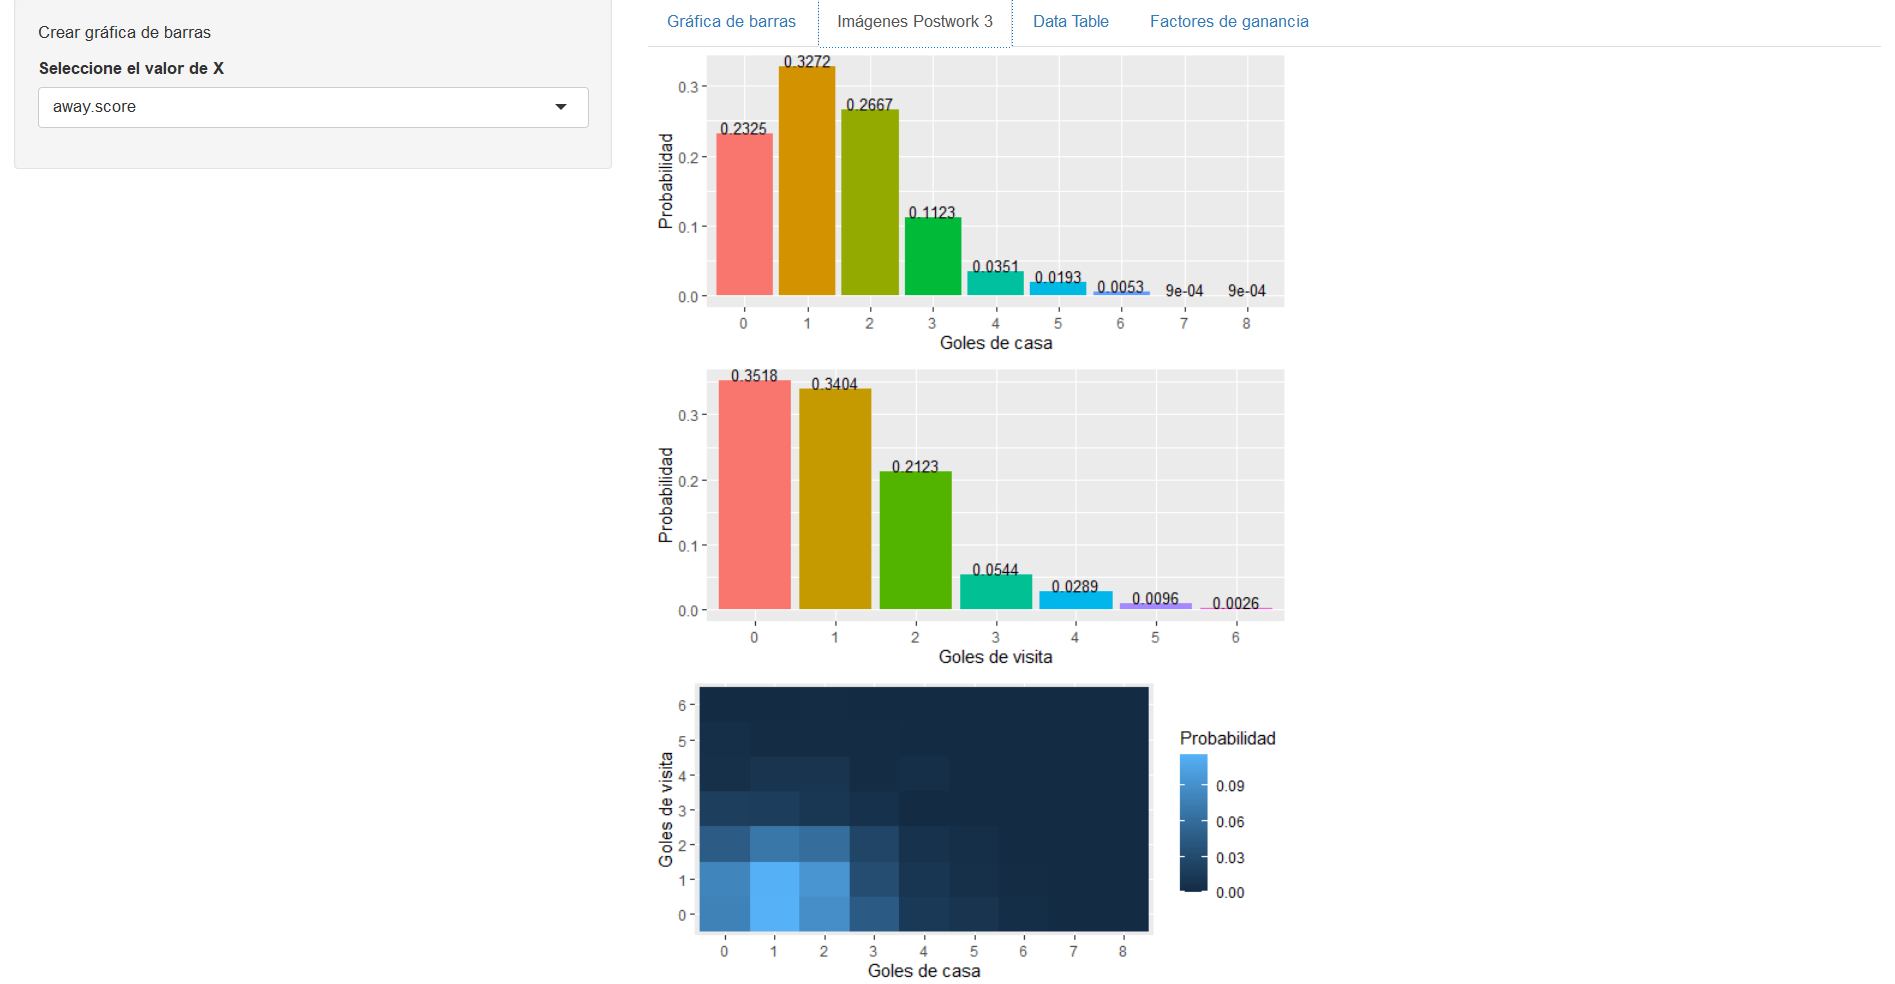 Crear gráfica de barras
Seleccione el valor de X
away.score
Gráfica de barras
Imágenes Postwork 3
Data Table
Factores de ganancia
Probabilidad
0.3
0.2
0.1
0.0
0.2325
0.3272
0.2667
0.1123
0.0351
0.0193
0.0053
9e-04
9e-04
0 1 2 3 4 5 6 7 8
Goles de casa
Probabilidad
0.3
0.2
0.1
0.0
0.3518
0.3404
0.2123
0.0544
0.0289
0.0096
0.0026
0 1 2 3 4 5 6
Goles de visita
Goles de visita
6
5
4
3
2
1
0
0 1 2 3 4 5 6 7 8
Goles de casa
Probabilidad
0.09
0.06
0.03
0.00